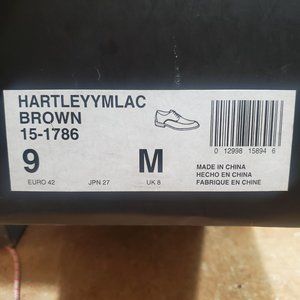 HARTLEYYMLAC
BROWN
15-1786
9 M
EURO 42 JPN 27 UK 8
0 12998 15894 6
MADE IN CHINA
HECHO EN CHINA
FABRIQUE EN CHINE